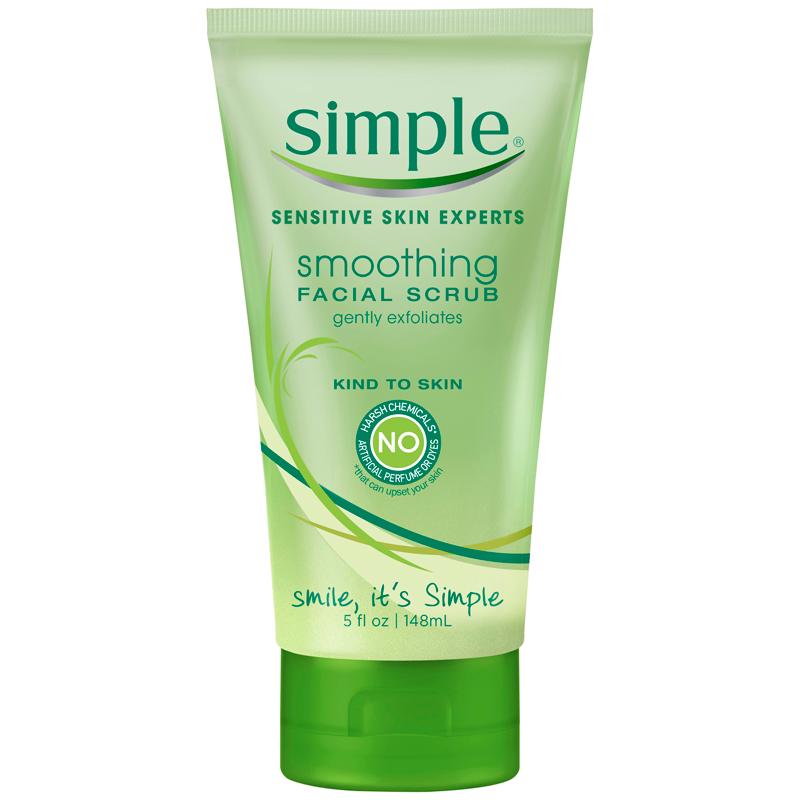 simple®
SENSITIVE SKIN EXPERTS
smoothing
FACIAL SCRUB
gently exfoliates
KIND TO SKIN
HARSH CHEMICALS*
NO
ARTIFICIAL PERFUME OR DYES
*that can upset your skin
smile, it's Simple
5 fl oz | 148mL